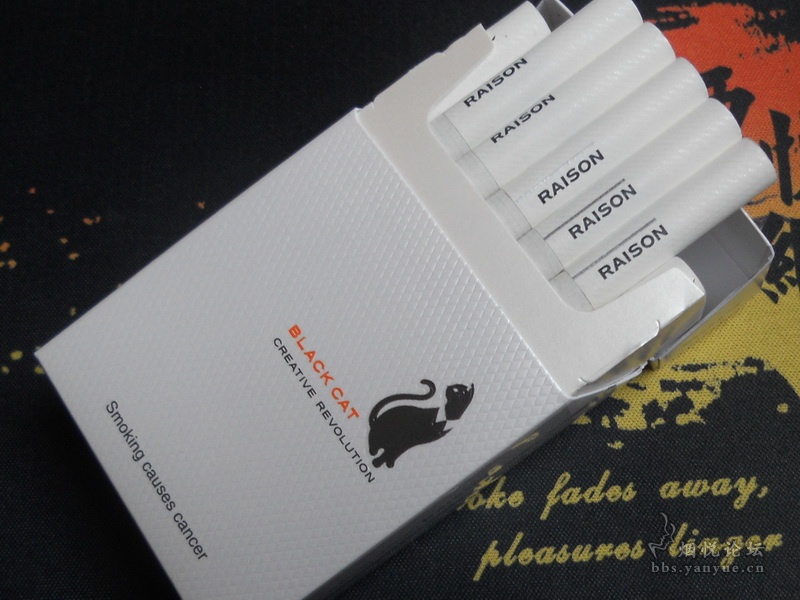 RAISON
RAISON
RAISON
RAISON
RAISON
BLACK CAT
CREATIVE REVOLUTION
Smoking causes cancer
oke fades away,
pleasures linger
烟悦论坛
bbs.yanyue.cn